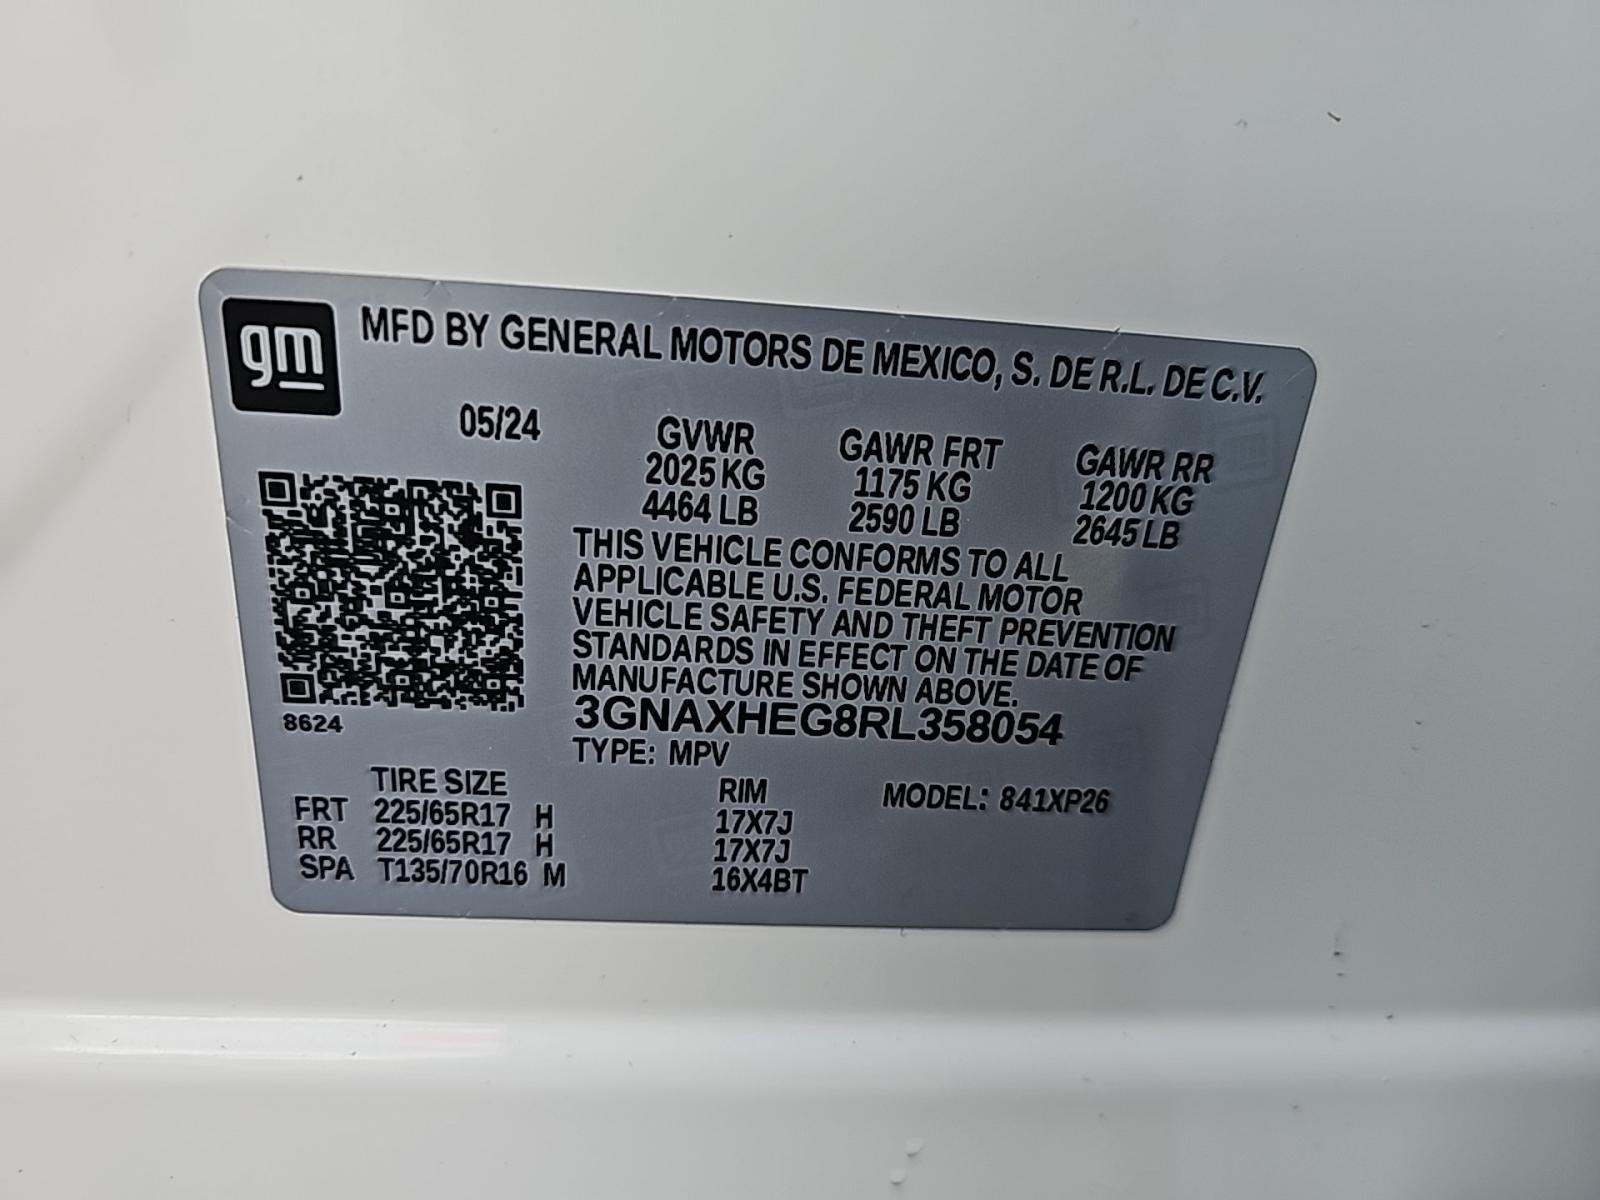 gm
MFD BY GENERAL MOTORS DE MEXICO, S. DE R.L. DE C.V.
05/24 GVWR GAWR FRT GAWR RR
2025 KG 1175 KG 1200 KG
4464 LB 2590 LB 2645 LB
THIS VEHICLE CONFORMS TO ALL
APPLICABLE U.S. FEDERAL MOTOR
VEHICLE SAFETY AND THEFT PREVENTION
STANDARDS IN EFFECT ON THE DATE OF
MANUFACTURE SHOWN ABOVE.
8624
3GNAXHEG8RL358054
TYPE: MPV
TIRE SIZE RIM MODEL: 841XP26
FRT 225/65R17 H 17X7J
RR 225/65R17 H 17X7J
SPA T135/70R16 M 16X4BT